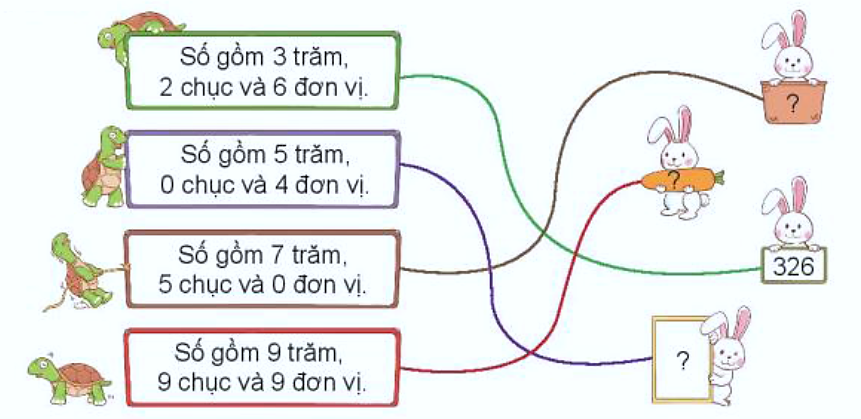 Số gồm 3 trăm,
2 chục và 6 đơn vị.
?
Số gồm 5 trăm,
0 chục và 4 đơn vị.
?
Số gồm 7 trăm,
5 chục và 0 đơn vị.
326
Số gồm 9 trăm,
9 chục và 9 đơn vị.
?